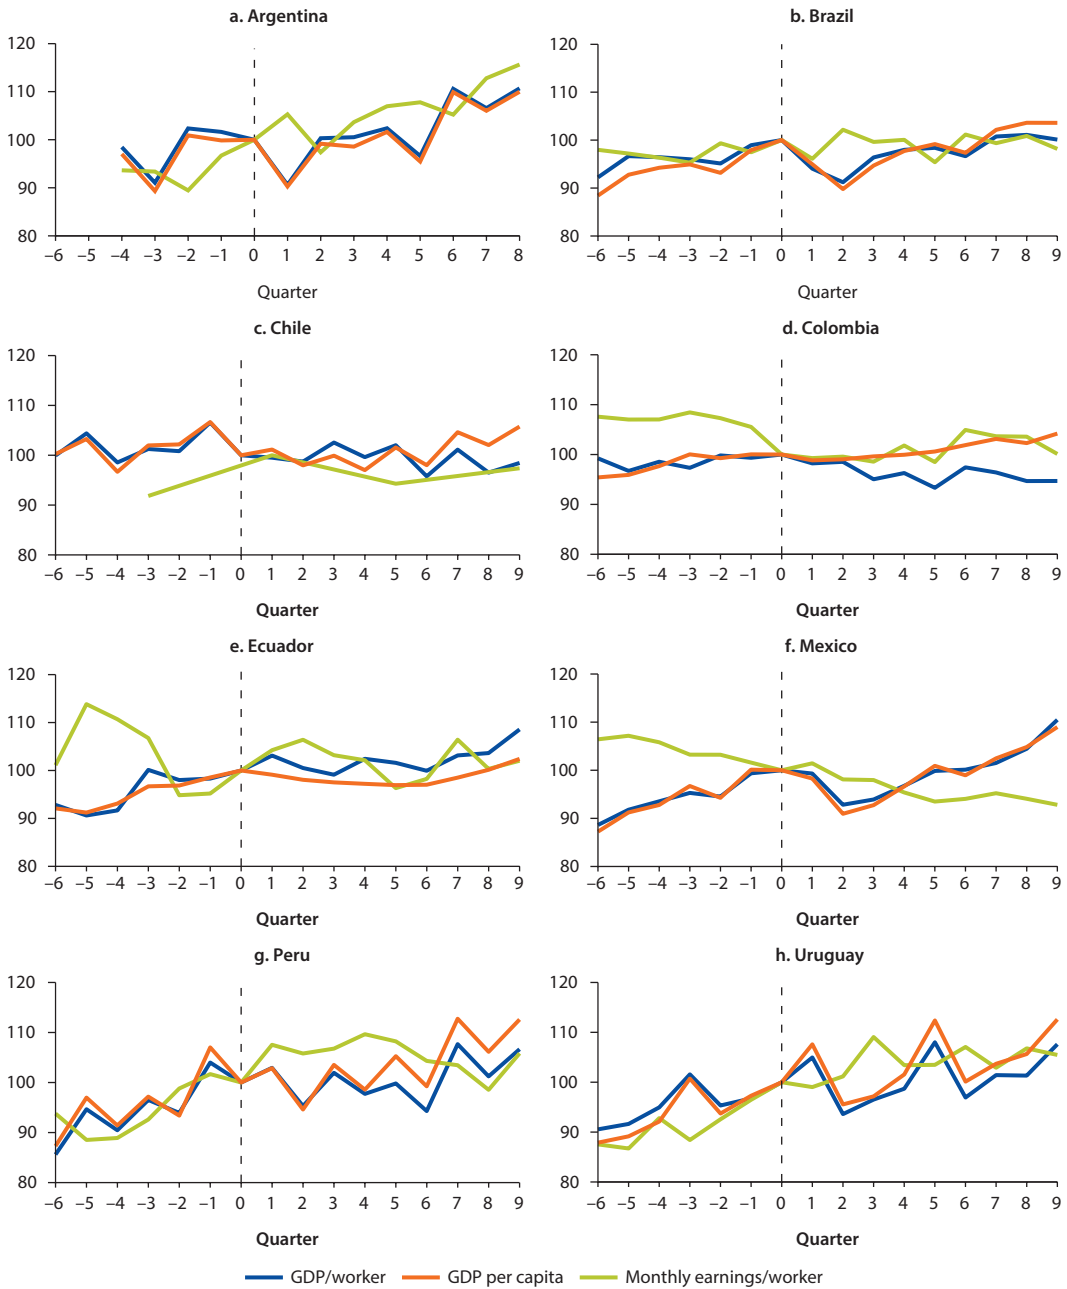 a. Argentina
120
110
100
90
80
–6 –5 –4 –3 –2 –1 0 1 2 3 4 5 6 7 8
Quarter
b. Brazil
120
110
100
90
80
–6 –5 –4 –3 –2 –1 0 1 2 3 4 5 6 7 8 9
Quarter
c. Chile
120
110
100
90
80
–6 –5 –4 –3 –2 –1 0 1 2 3 4 5 6 7 8 9
Quarter
d. Colombia
120
110
100
90
80
–6 –5 –4 –3 –2 –1 0 1 2 3 4 5 6 7 8 9
Quarter
e. Ecuador
120
110
100
90
80
–6 –5 –4 –3 –2 –1 0 1 2 3 4 5 6 7 8 9
Quarter
f. Mexico
120
110
100
90
80
–6 –5 –4 –3 –2 –1 0 1 2 3 4 5 6 7 8 9
Quarter
g. Peru
120
110
100
90
80
–6 –5 –4 –3 –2 –1 0 1 2 3 4 5 6 7 8 9
Quarter
h. Uruguay
120
110
100
90
80
–6 –5 –4 –3 –2 –1 0 1 2 3 4 5 6 7 8 9
Quarter
GDP/worker GDP per capita Monthly earnings/worker